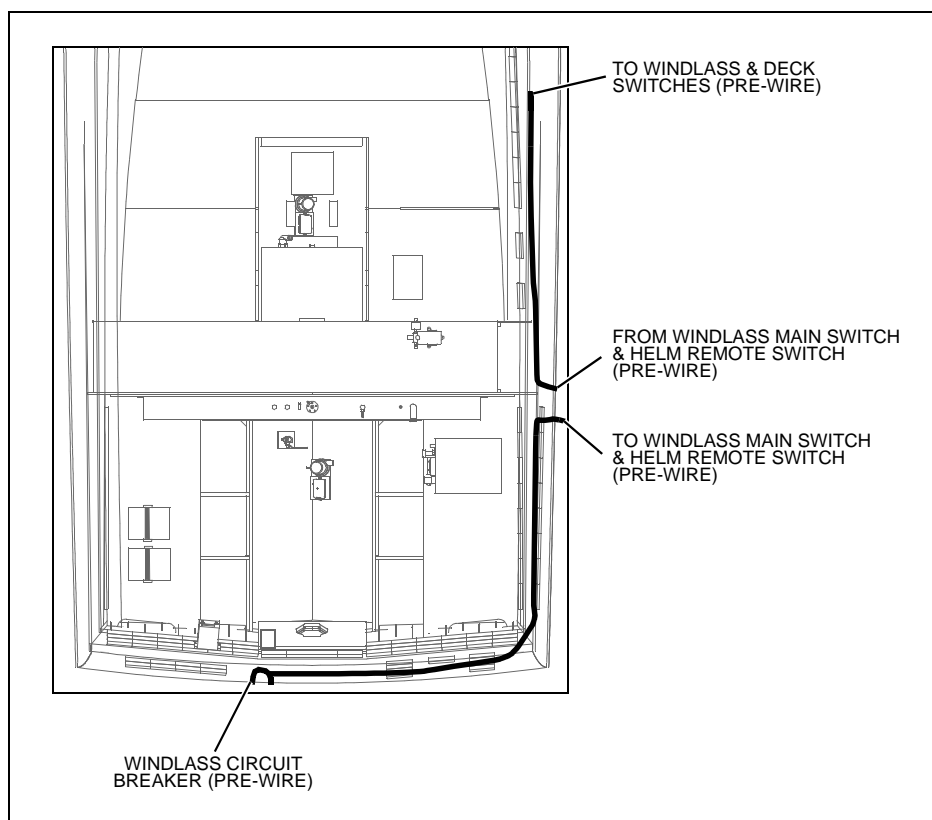 TO WINDLASS & DECK
SWITCHES (PRE-WIRE)
FROM WINDLASS MAIN SWITCH
& HELM REMOTE SWITCH
(PRE-WIRE)
TO WINDLASS MAIN SWITCH
& HELM REMOTE SWITCH
(PRE-WIRE)
WINDLASS CIRCUIT
BREAKER (PRE-WIRE)